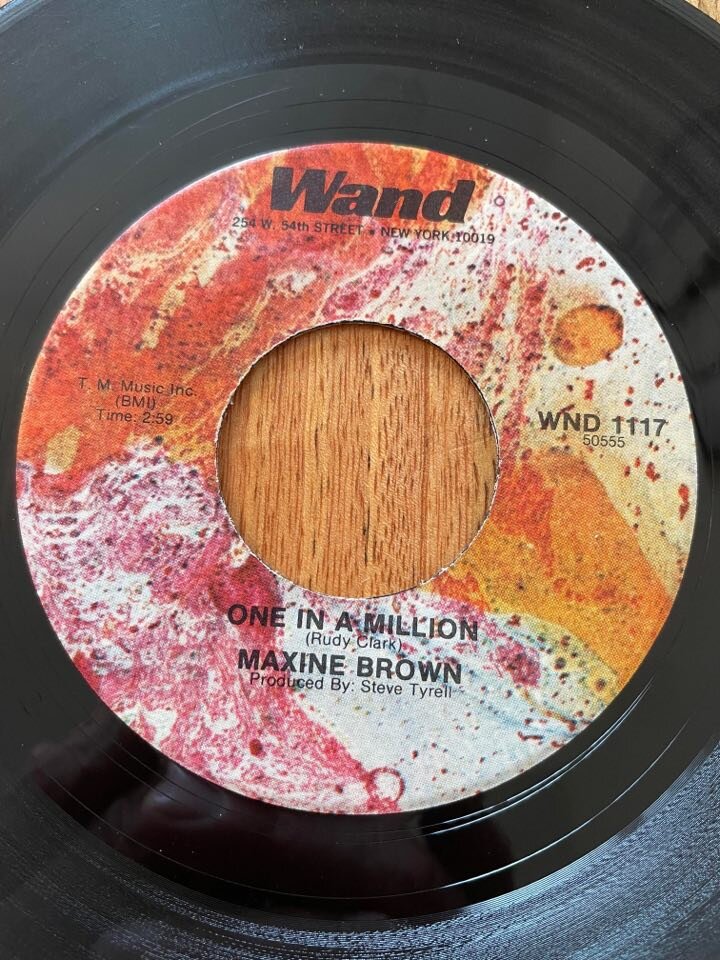 Wand
254 W. 54th STREET • NEW YORK 10019
T. M. Music Inc.
(BMI)
Time: 2:59
WND 1117
50555
ONE IN A MILLION
(Rudy Clark)
MAXINE BROWN
Produced By: Steve Tyrell